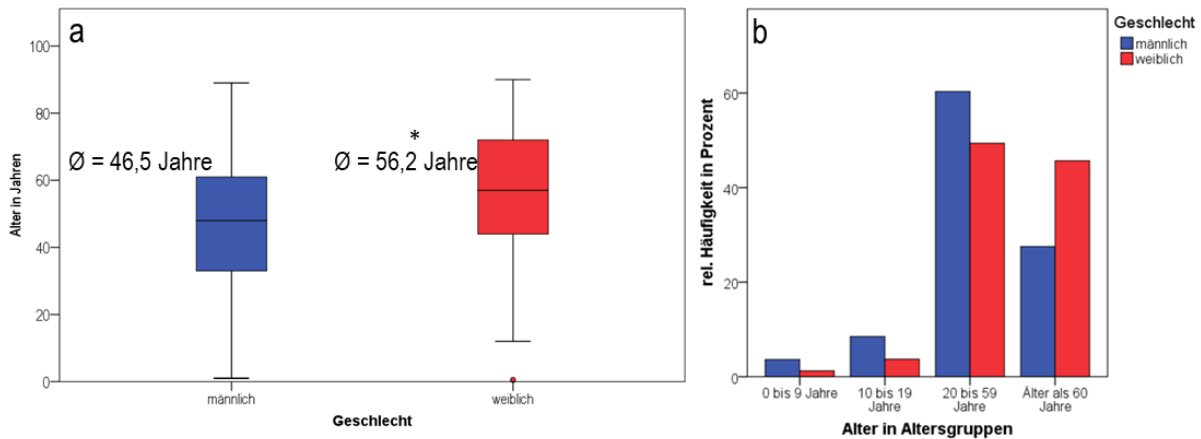 a
100
80
60
40
20
0
Alter in Jahren
Ø = 46,5 Jahre
*
Ø = 56,2 Jahre
männlich
weiblich
Geschlecht
b
Geschlecht
männlich
weiblich
60
40
20
0
rel. Häufigkeit in Prozent
0 bis 9 Jahre
10 bis 19
Jahre
20 bis 59
Jahre
Älter als 60
Jahre
Alter in Altersgruppen